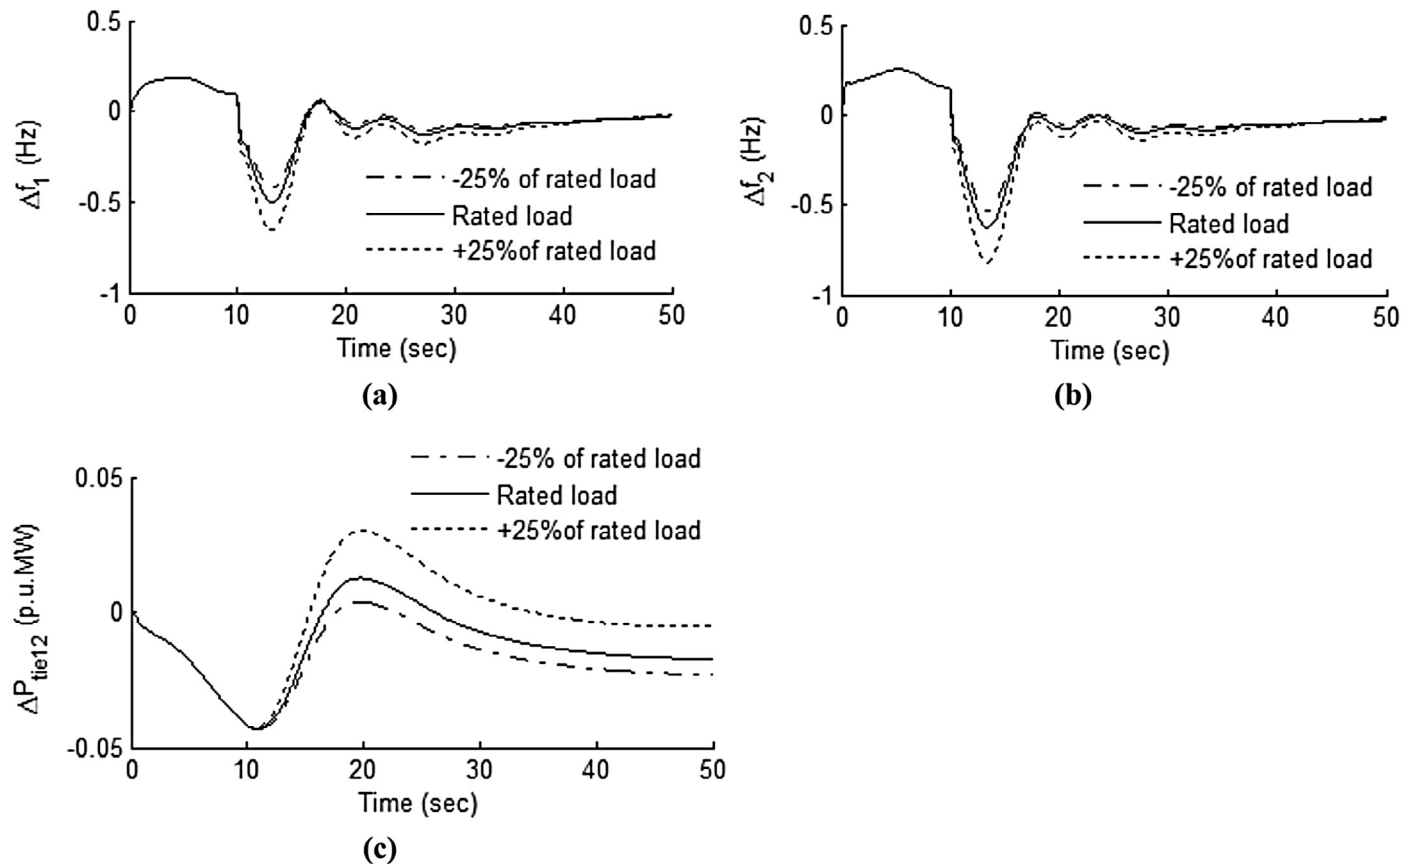 0.5
0
-0.5
-1
Δf1 (Hz)
-25% of rated load
Rated load
+25%of rated load
0 10 20 30 40 50
Time (sec)
(a)
0.5
0
-0.5
-1
Δf2 (Hz)
-25% of rated load
Rated load
+25%of rated load
0 10 20 30 40 50
Time (sec)
(b)
-25% of rated load
Rated load
+25%of rated load
0.05
0
-0.05
ΔPtie12 (p.u.MW)
0 10 20 30 40 50
Time (sec)
(c)